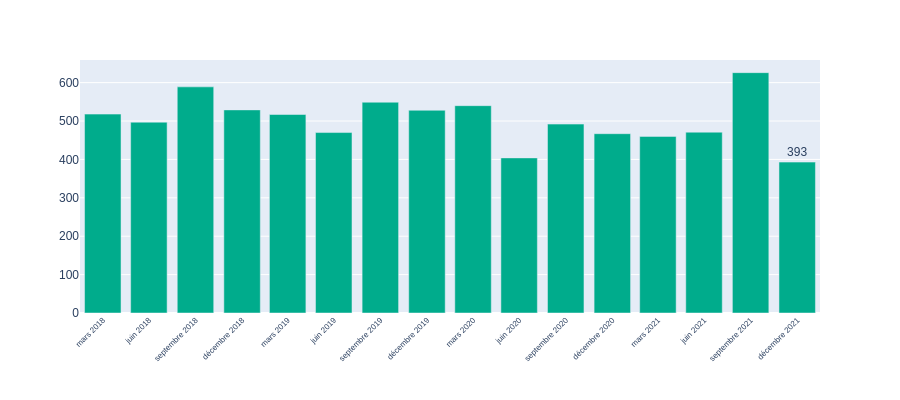 600
500
400
300
200
100
0
393
mars 2018
juin 2018
septembre 2018
décembre 2018
mars 2019
juin 2019
septembre 2019
décembre 2019
mars 2020
juin 2020
septembre 2020
décembre 2020
mars 2021
juin 2021
septembre 2021
décembre 2021